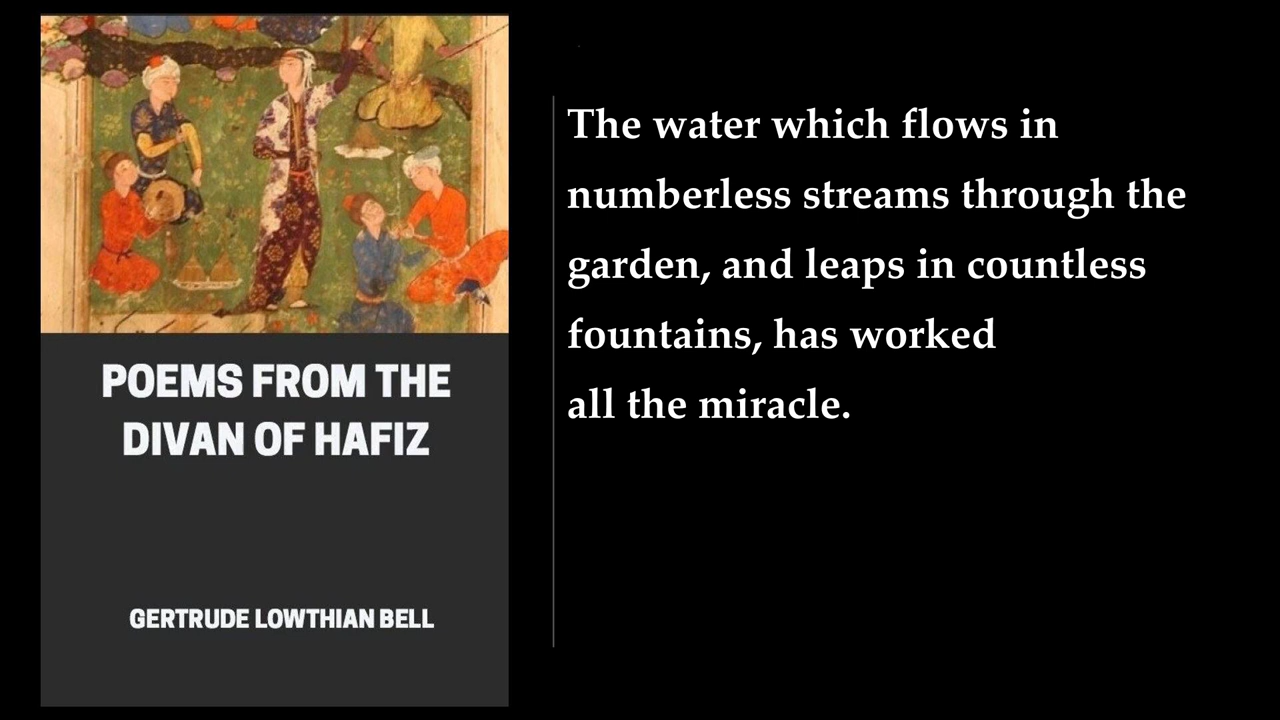 POEMS FROM THE
DIVAN OF HAFIZ
GERTRUDE LOWTHIAN BELL
The water which flows in
numberless streams through the
garden, and leaps in countless
fountains, has worked
all the miracle.